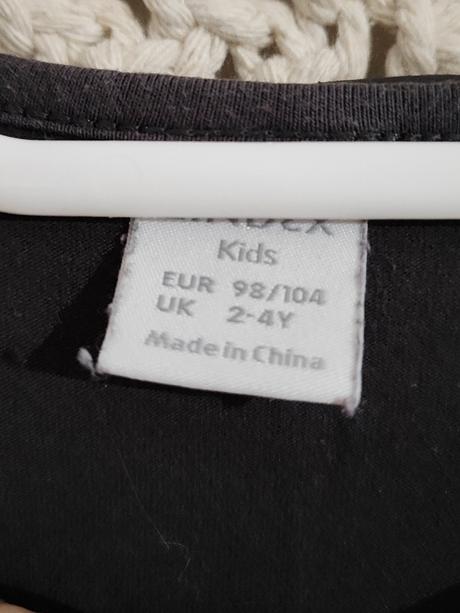 Kids
EUR 98/104
UK 2-4Y
Made in China